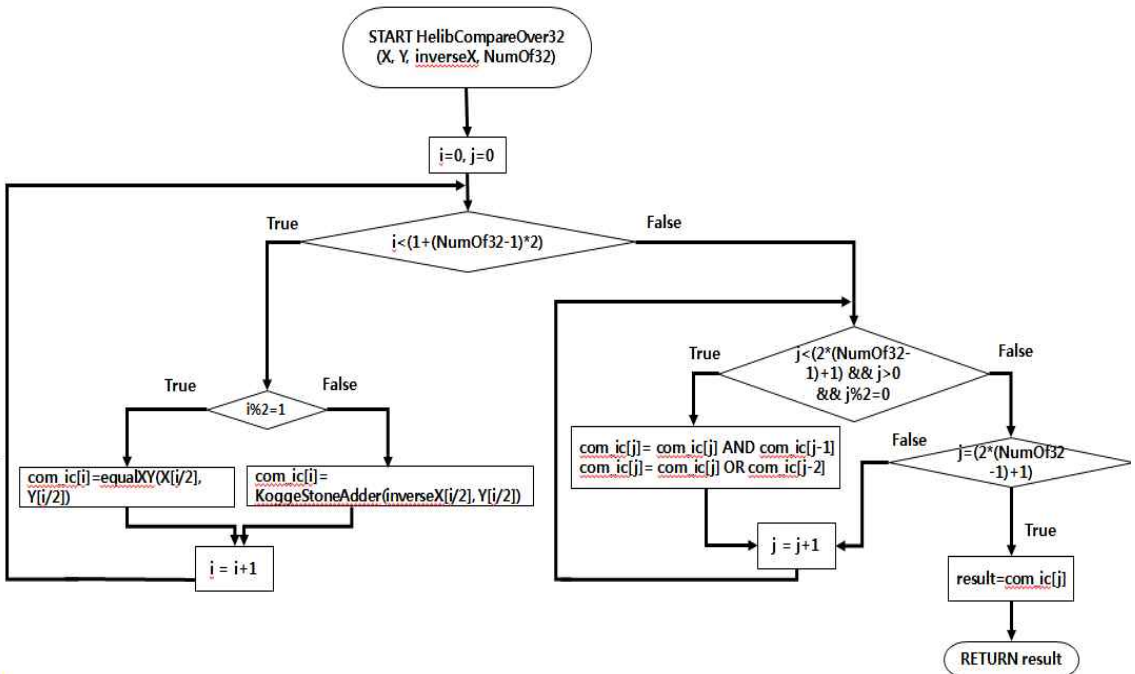 START HelibCompareOver32
(X, Y, inverseX, NumOf32)
i=0, j=0
True
False
i<(1+(NumOf32-1)*2)
True
False
i%2=1
com_ic[i]=equalXY(X[i/2],
Y[i/2])
com_ic[i]=
KoggeStoneAdder(inverseX[i/2], Y[i/2])
i = i+1
True
False
j<(2*(NumOf32-
1)+1) && j>0
&& j%2=0
com_ic[j]= com_ic[j] AND com_ic[j-1]
com_ic[j]= com_ic[j] OR com_ic[j-2]
False
j=(2*(NumOf32
-1)+1)
True
j = j+1
result=com_ic[j]
RETURN result